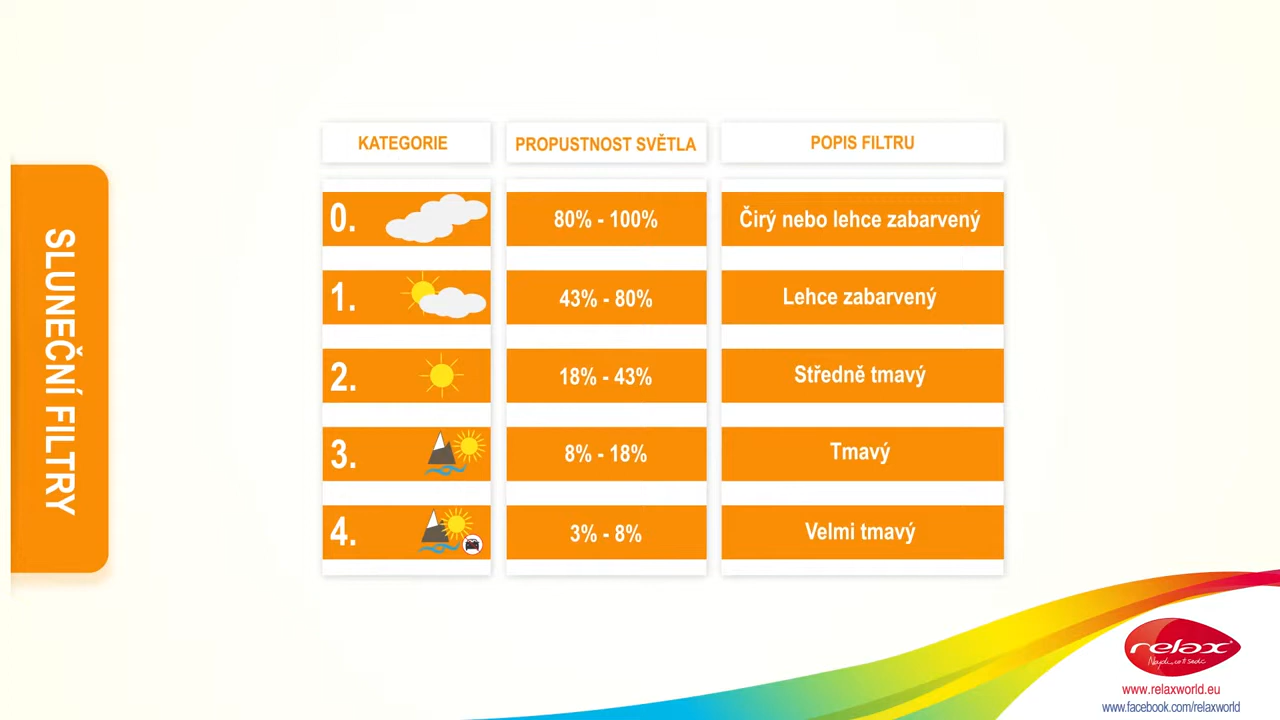 SLUNEČNÍ FILTRY
KATEGORIE PROPUSTNOST SVĚTLA POPIS FILTRU
0. 80% - 100% Čirý nebo lehce zabarvený
1. 43% - 80% Lehce zabarvený
2. 18% - 43% Středně tmavý
3. 8% - 18% Tmavý
4. 3% - 8% Velmi tmavý
relax
www.relaxworld.eu
www.facebook.com/relaxworld